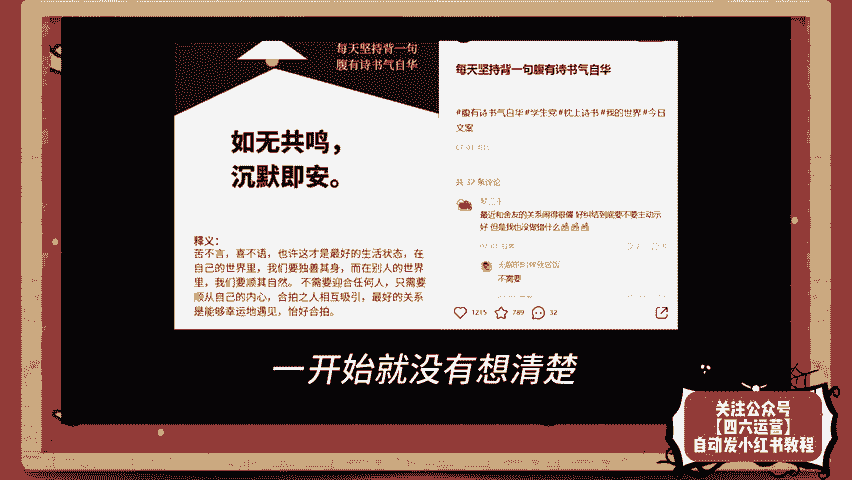 每天坚持背一句
腹有诗书气自华
如无共鸣，
沉默即安。
释义：
苦不言，喜不语，也许这才是最好的生活状态，在
自己的世界里，我们要独善其身，而在别人的世界
里，我们要顺其自然。 不需要迎合任何人，只需要
顺从自己的内心，合拍之人相互吸引，最好的关系
是能够幸运地遇见，恰好合拍。
每天坚持背一句腹有诗书气自华
#腹有诗书气自华#学生党#枕上诗书#我的世界#今日
文案
共 32 条评论
最近和舍友的关系闹得很僵 好纠结到底要不要主动示
好 但是我也没做错什么
不需要
1215 789 32
一开始就没有想清楚
关注公众号
【四六运营】
自动发小红书教程